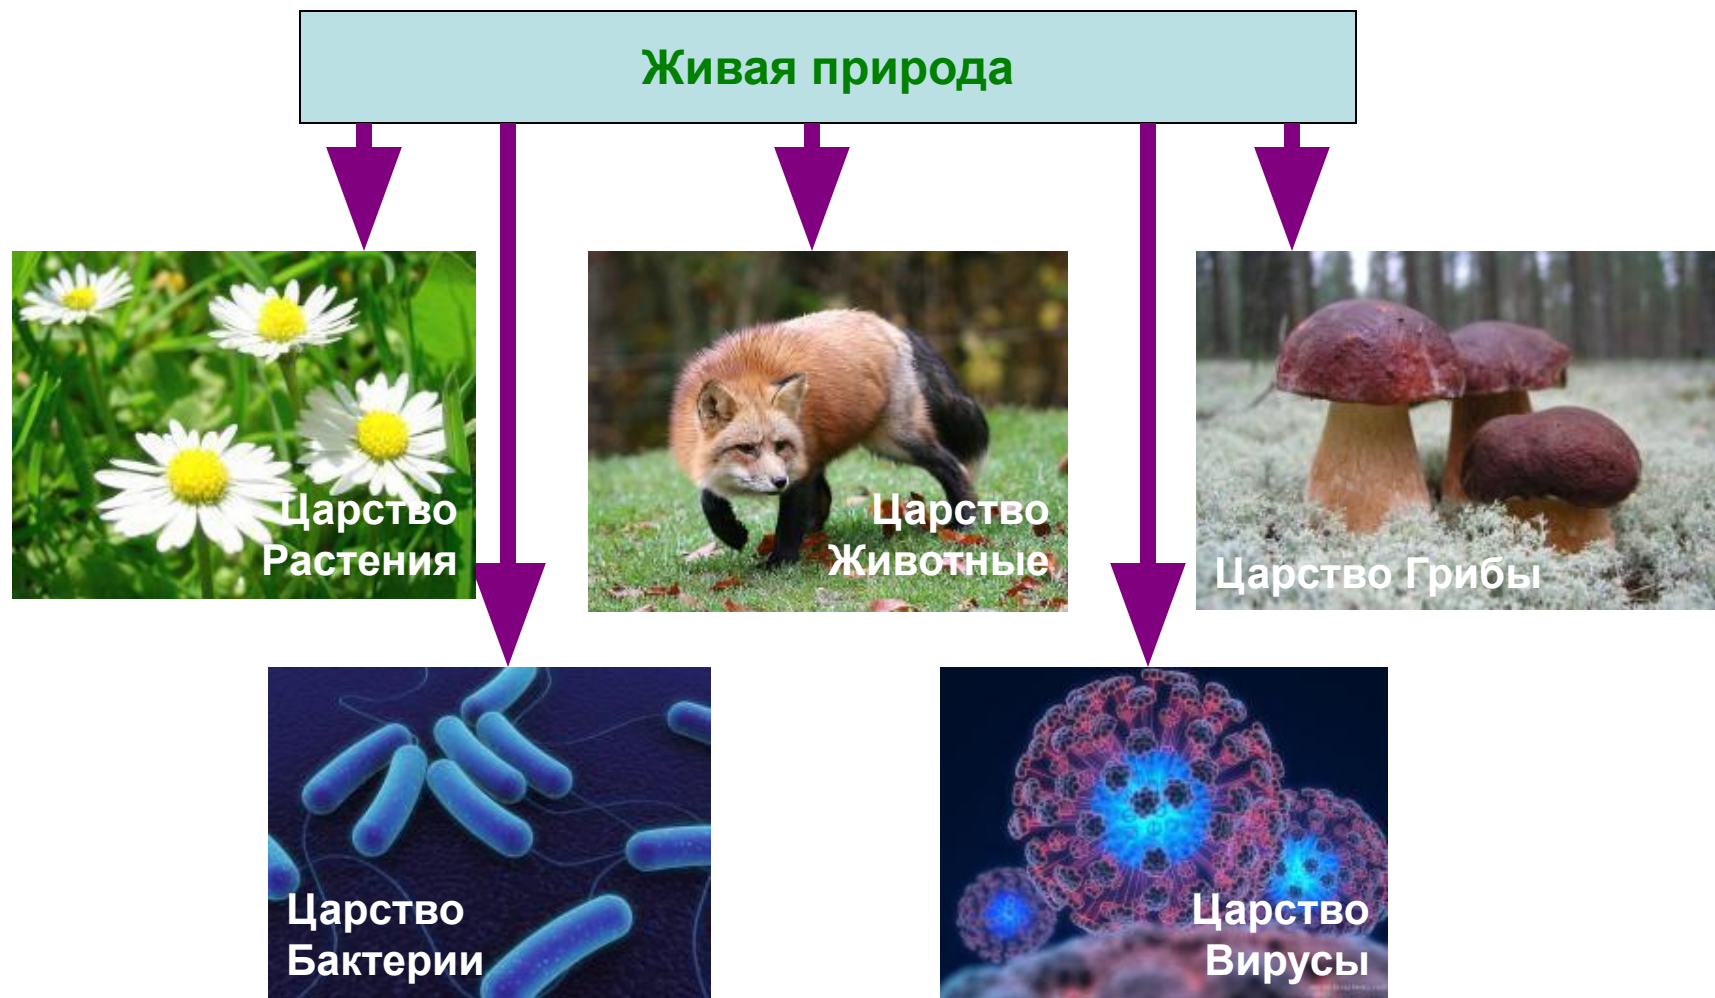 Живая природа
Царство
Растения
Царство
Животные
Царство Грибы
Царство
Бактерии
Царство
Вирусы